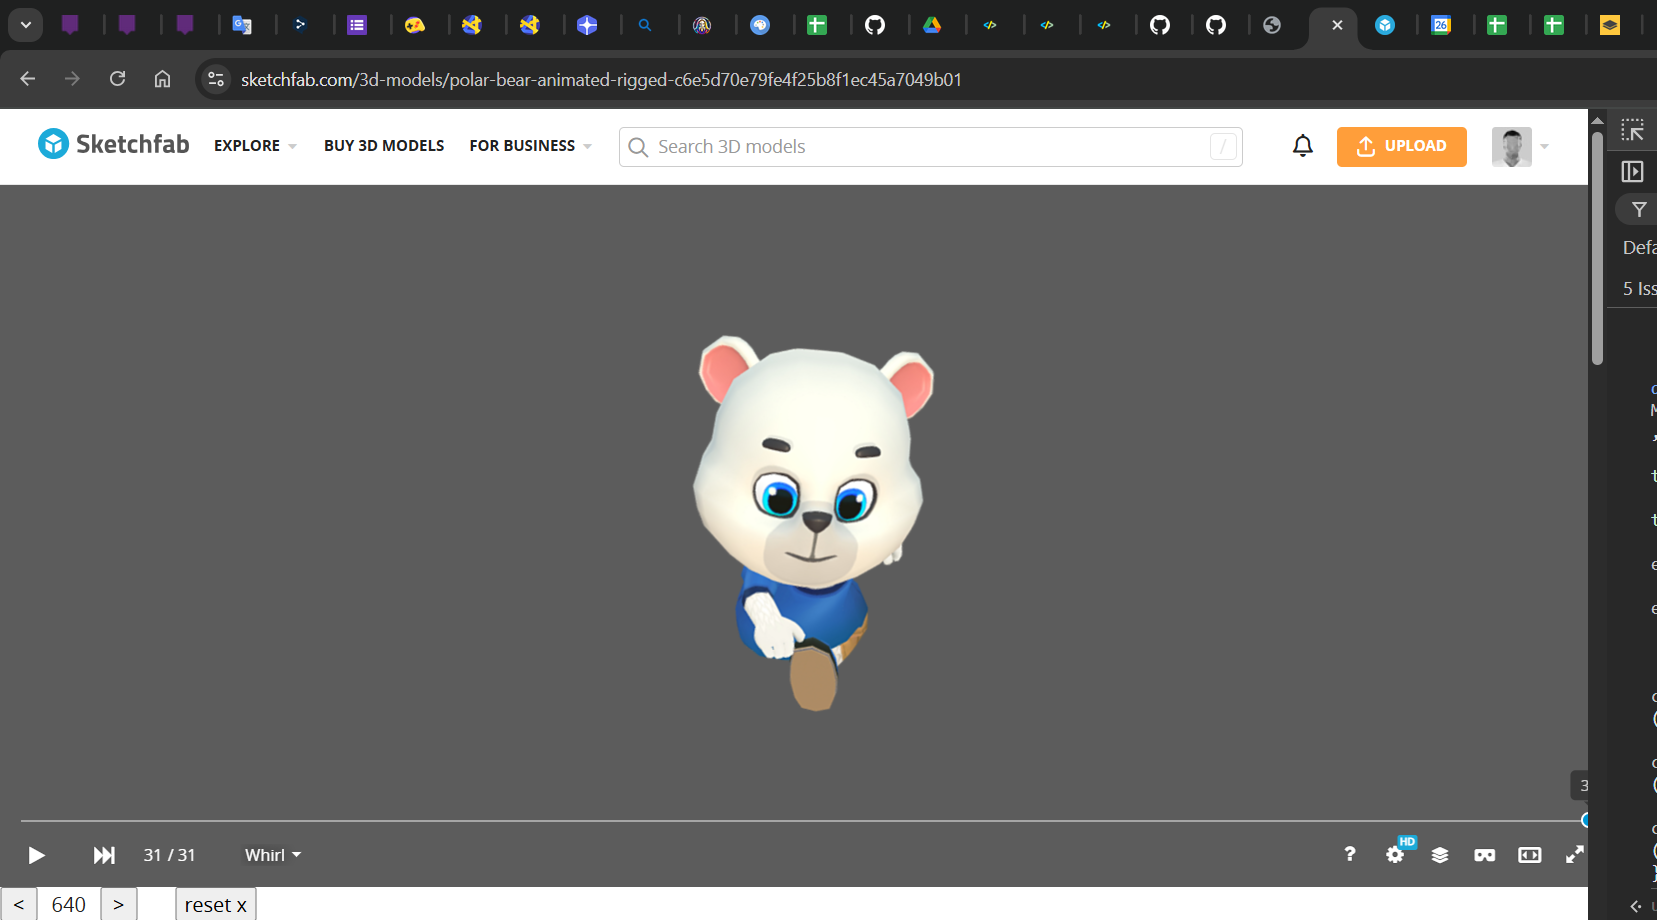 sketchfab.com/3d-models/polar-bear-animated-rigged-c6e5d70e79fe4f25b8f1ec45a7049b01
Sketchfab EXPLORE BUY 3D MODELS FOR BUSINESS Search 3D models / UPLOAD
26
Defa
5 Iss
31 / 31 Whirl ? HD
< 640 > reset x